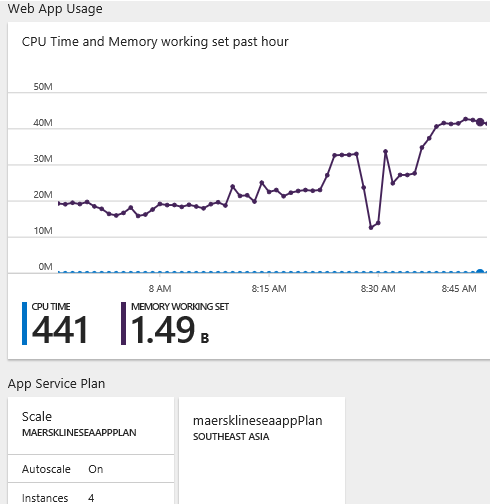 Web App Usage
CPU Time and Memory working set past hour
50M
40M
30M
20M
10M
0M
8 AM
8:15 AM
8:30 AM
8:45 AM
CPU TIME
441
MEMORY WORKING SET
1.49 B
App Service Plan
Scale
MAERSKLINESEAAPPPLAN
Autoscale On
Instances 4
maersklineseaappPlan
SOUTHEAST ASIA